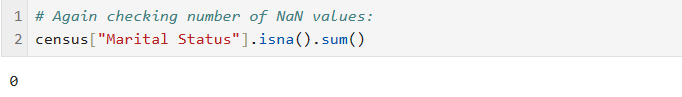 1 # Again checking number of NaN values:
2 census["Marital Status"].isna().sum()
0